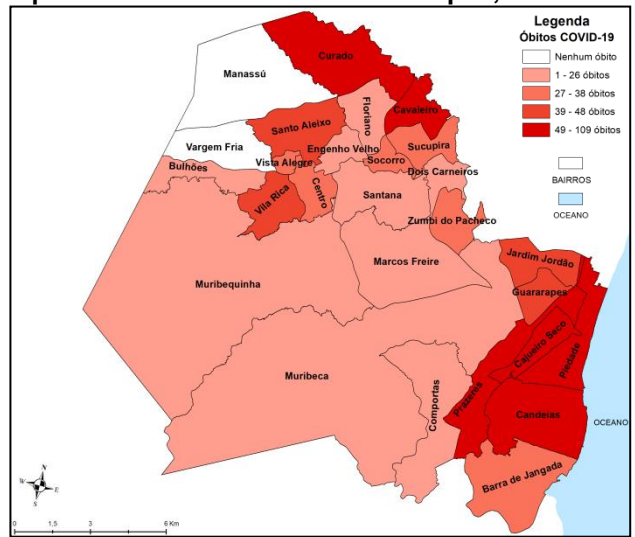 Legenda
Óbitos COVID-19
Nenhum óbito
1 - 26 óbitos
27 - 38 óbitos
39 - 48 óbitos
49 - 109 óbitos
BAIRROS
OCEANO
Curado
Manassú
Floriano
Cavaleiro
Santo Aleixo
Vargem Fria
Engenho Velho
Sucupira
Vista Alegre
Socorro
Bulhões
Dois Carneiros
Vila Rica
Centro
Santana
Zumbi do Pacheco
Marcos Freire
Jardim Jordão
Muribequinha
Guararapes
Cajueiro Seco
Piedade
Muribeca
Comportas
Prazeres
Candeias
OCEANO
Barra de Jangada
N
W
E
S
0 1,5 3 6 Km